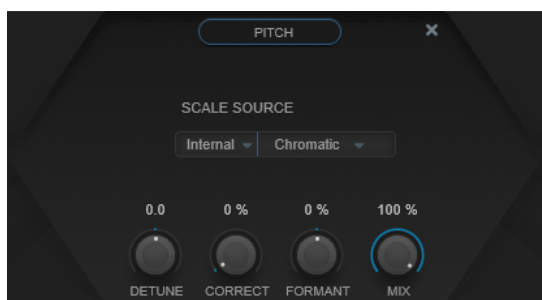 PITCH
SCALE SOURCE
Internal Chromatic
0.0 0 % 0 % 100 %
DETUNE CORRECT FORMANT MIX